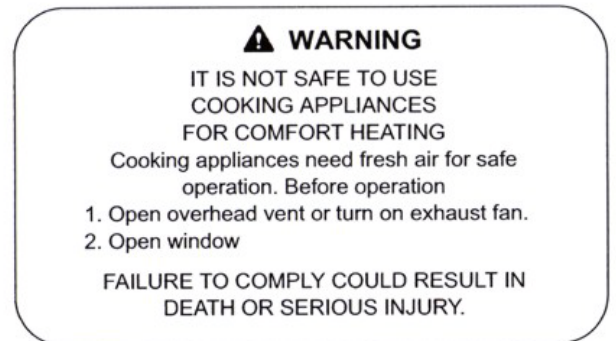 WARNING
IT IS NOT SAFE TO USE
COOKING APPLIANCES
FOR COMFORT HEATING
Cooking appliances need fresh air for safe
operation. Before operation
1. Open overhead vent or turn on exhaust fan.
2. Open window
FAILURE TO COMPLY COULD RESULT IN
DEATH OR SERIOUS INJURY.